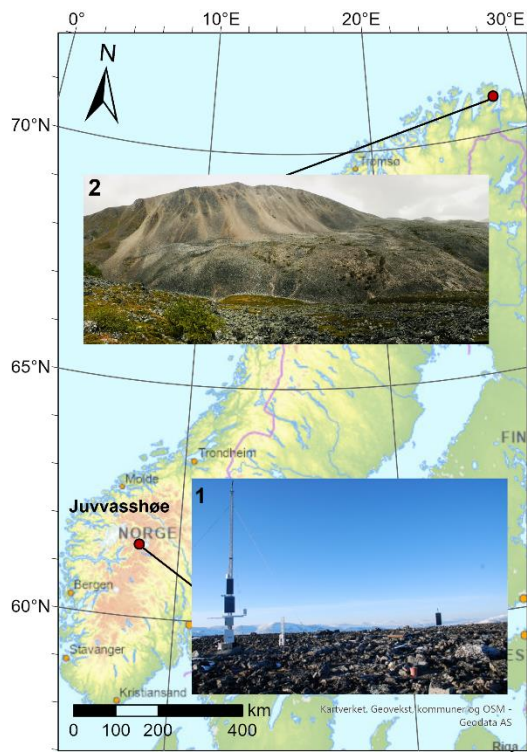 0°
10°E
20°E
30°E
N
70°N
Tromsø
2
65°N
FIN
Trondheim
Molde
1
Juvvasshøe
NORGE
Bergen
60°N
Stavanger
ES
Kristiansand
Kartverket, Geovekst, kommuner og OSM -
Geodata AS
0 100 200 400 km
Riga